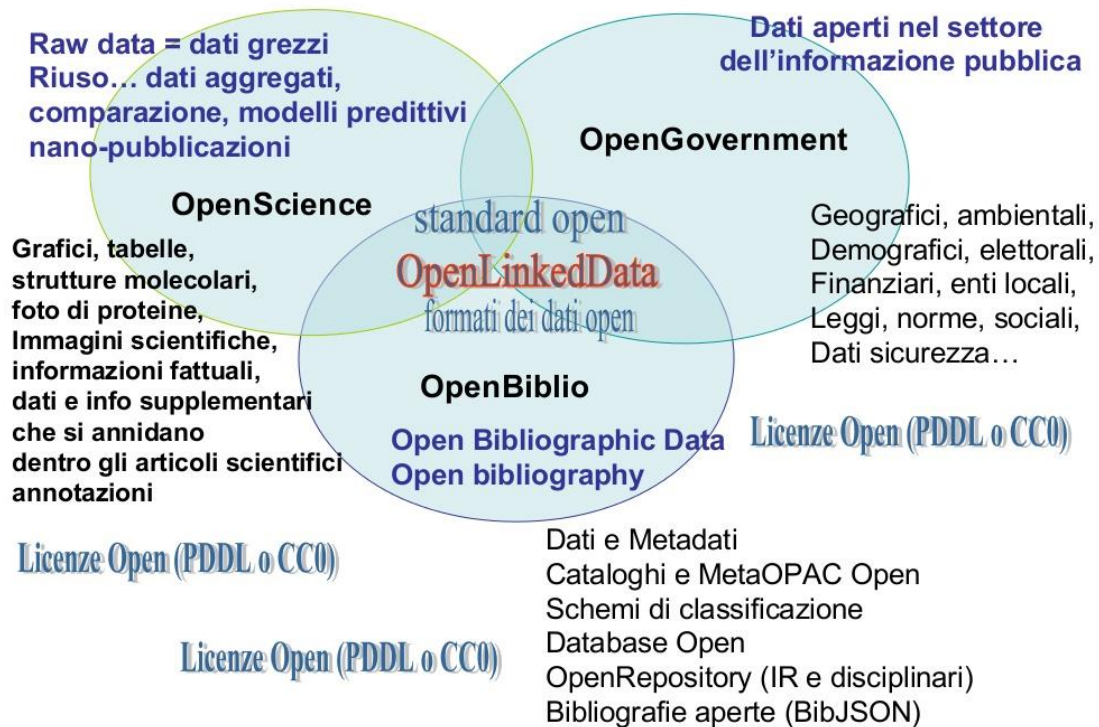 Raw data = dati grezzi
Riuso... dati aggregati,
comparazione, modelli predittivi
nano-pubblicazioni
OpenScience
Grafici, tabelle,
strutture molecolari,
foto di proteine,
Immagini scientifiche,
informazioni fattuali,
dati e info supplementari
che si annidano
dentro gli articoli scientifici
annotazioni
Licenze Open (PDDL o CC0)
Dati aperti nel settore
dell'informazione pubblica
OpenGovernment
Geografici, ambientali,
Demografici, elettorali,
Finanziari, enti locali,
Leggi, norme, sociali,
Dati sicurezza...
Licenze Open (PDDL o CC0)
standard open
OpenLinkedData
formati dei dati open
OpenBiblio
Open Bibliographic Data
Open bibliography
Dati e Metadati
Cataloghi e MetaOPAC Open
Schemi di classificazione
Database Open
OpenRepository (IR e disciplinari)
Bibliografie aperte (BibJSON)
Licenze Open (PDDL o CC0)